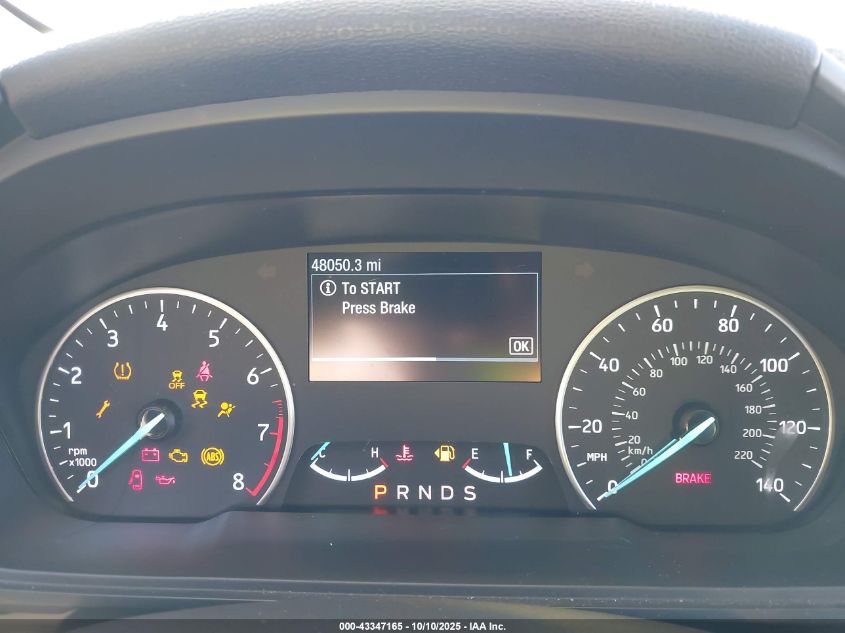 48050.3 mi
To START
Press Brake
OK
0 1 2 3 4 5 6 7 8
rpm
x1000
OFF
ABS
C H
E F
P R N D S
0 20 40 60 80 100 120 140
MPH
0 20 40 60 80 100 120 140 160 180 200 220
km/h
BRAKE
000-43347165 - 10/10/2025 - IAA Inc.